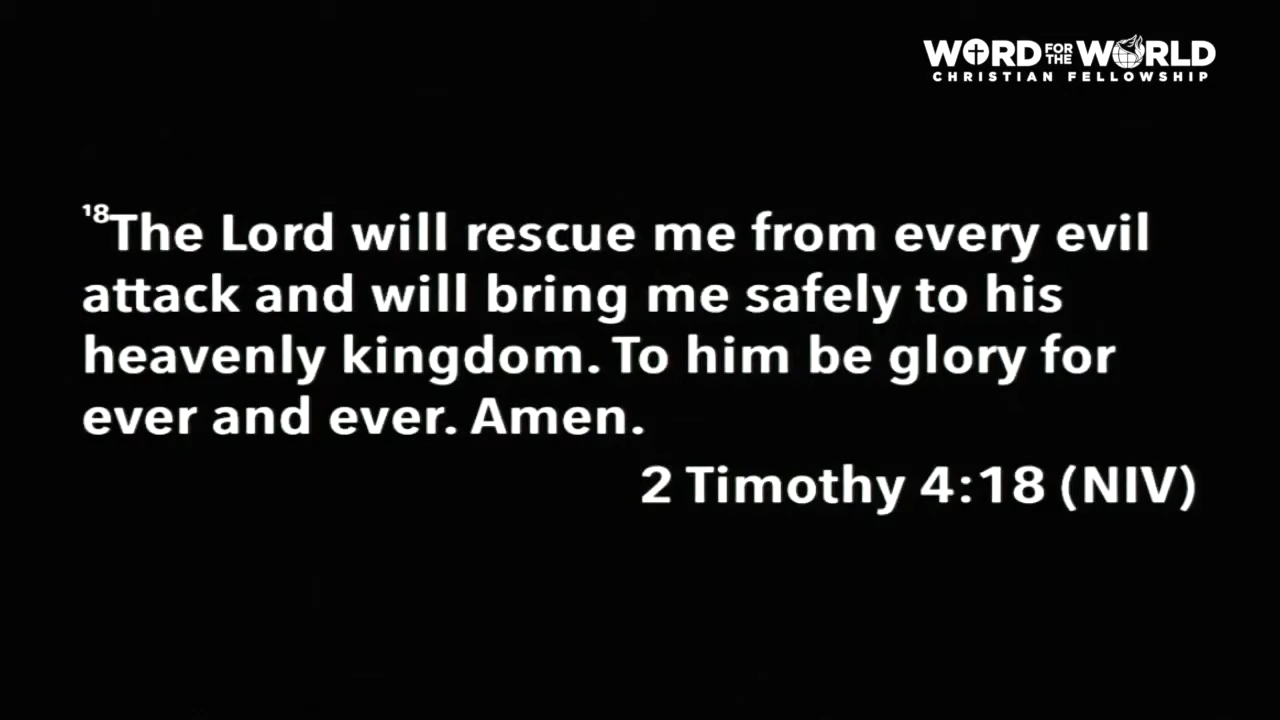 WORD FOR THE WORLD
CHRISTIAN FELLOWSHIP
¹⁸The Lord will rescue me from every evil
attack and will bring me safely to his
heavenly kingdom. To him be glory for
ever and ever. Amen.
2 Timothy 4:18 (NIV)